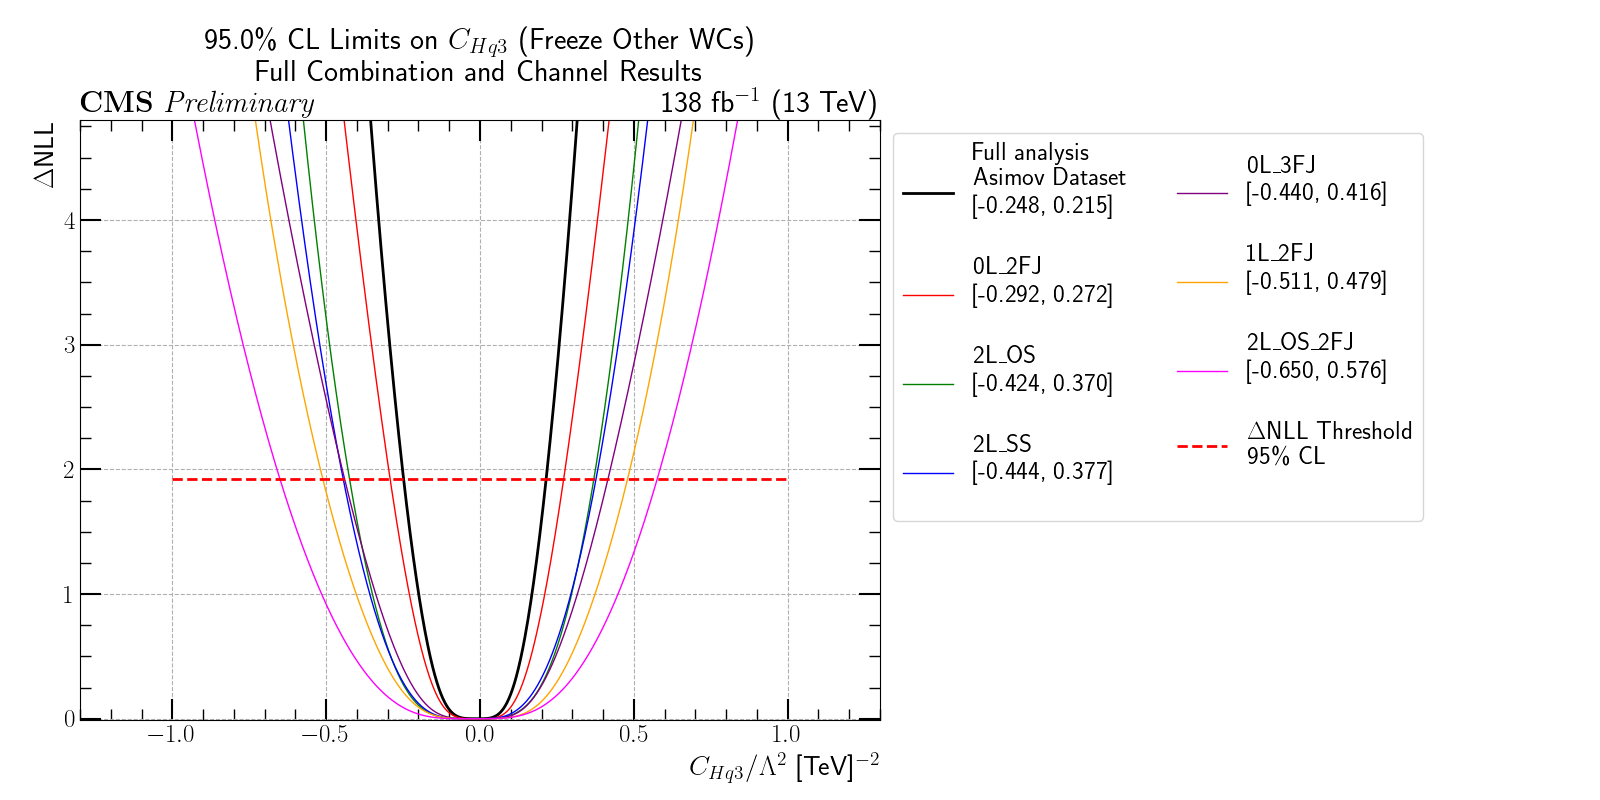 95.0% CL Limits on C_{Hq3} (Freeze Other WCs)
Full Combination and Channel Results
CMS Preliminary
138 fb^{-1} (13 TeV)
ΔNLL
4
3
2
1
0
−1.0
−0.5
0.0
0.5
1.0
C_{Hq3}/Λ^2 [TeV]^{-2}
Full analysis
Asimov Dataset
[-0.248, 0.215]
0L_2FJ
[-0.292, 0.272]
2L_OS
[-0.424, 0.370]
2L_SS
[-0.444, 0.377]
0L_3FJ
[-0.440, 0.416]
1L_2FJ
[-0.511, 0.479]
2L_OS_2FJ
[-0.650, 0.576]
ΔNLL Threshold
95% CL